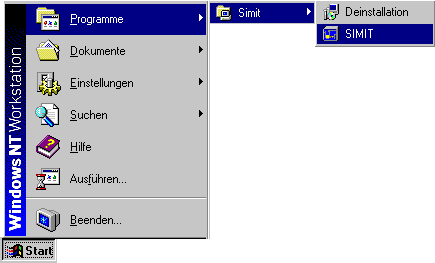 Programme
Simit
Deinstallation
SIMIT
Dokumente
Einstellungen
Suchen
Hilfe
Ausführen...
Beenden...
Windows NT Workstation
Start